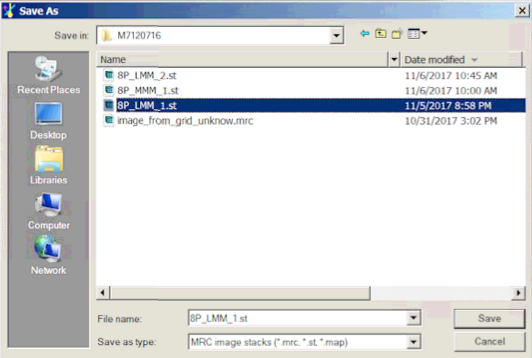 Save As
Save in: M7120716
Name Date modified
8P_LMM_2.st 11/6/2017 10:45 AM
8P_MMM_1.st 11/6/2017 10:00 AM
8P_LMM_1.st 11/5/2017 8:58 PM
image_from_grid_unknow.mrc 10/31/2017 3:02 PM
Recent Places
Desktop
Libraries
Computer
Network
File name: 8P_LMM_1.st Save
Save as type: MRC image stacks (*.mrc, *.st, *.map) Cancel